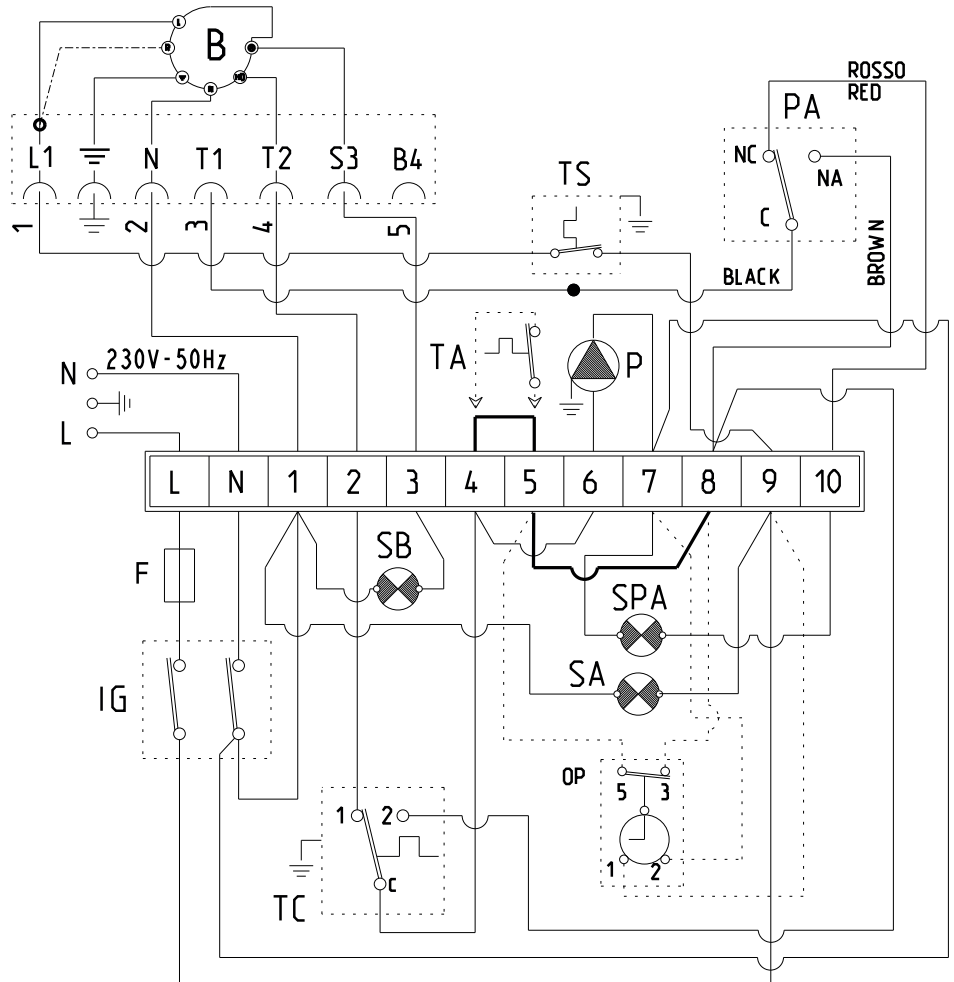 B
ROSSO
RED
PA
L1 N T1 T2 S3 B4
NC
NA
TS
C
1 2 3 4 5
BLACK
BROWN
TA
P
N 230V-50Hz
L
L N 1 2 3 4 5 6 7 8 9 10
SB
F
SPA
SA
IG
OP
5 3
1 2
1 2
C
TC